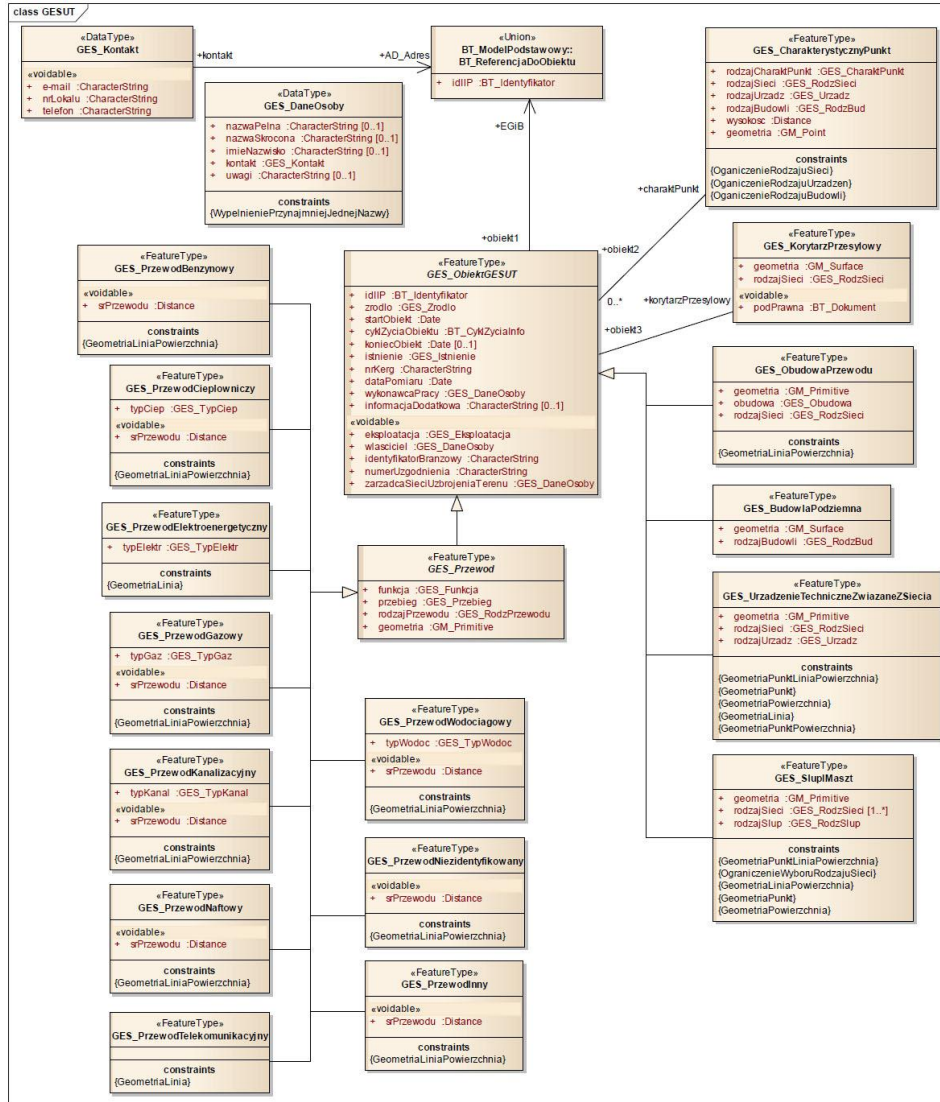 class GESUT
«DataType»
GES_Kontakt
«voidable»
+ e-mail :CharacterString
+ nrLokalu :CharacterString
+ telefon :CharacterString
+kontakt
+AD_Adres
«Union»
BT_ModelPodstawowy::
BT_ReferencjaDoObiektu
+ idIIP :BT_Identyfikator
«DataType»
GES_DaneOsoby
+ nazwaPelna :CharacterString [0..1]
+ nazwaSkrocona :CharacterString [0..1]
+ imieNazwisko :CharacterString [0..1]
+ kontakt :GES_Kontakt
+ uwagi :CharacterString [0..1]
constraints
{WypelnieniePrzynajmniejJednejNazwy}
+EGiB
+obiekt1
«FeatureType»
GES_CharakterystycznyPunkt
+ rodzajCharaktPunkt :GES_CharaktPunkt
+ rodzajSieci :GES_RodzSieci
+ rodzajUrzadz :GES_Urzadz
+ rodzajBudowli :GES_RodzBud
+ wysokosc :Distance
+ geometria :GM_Point
constraints
{OganiczenieRodzajuSieci}
{OganiczenieRodzajuUrzadzen}
{OganiczenieRodzajuBudowli}
+charaktPunkt
+obiekt2
0..*
«FeatureType»
GES_KorytarzPrzesylowy
+ geometria :GM_Surface
+ rodzajSieci :GES_RodzSieci
«voidable»
+ podPrawna :BT_Dokument
+korytarzPrzesylowy
+obiekt3
«FeatureType»
GES_ObiektGESUT
+ idIIP :BT_Identyfikator
+ zrodlo :GES_Zrodlo
+ startObiekt :Date
+ cyklZyciaObiektu :BT_CyklZyciaInfo
+ koniecObiekt :Date [0..1]
+ istnienie :GES_Istnienie
+ nrKerg :CharacterString
+ dataPomiaru :Date
+ wykonawcaPracy :GES_DaneOsoby
+ informacjaDodatkowa :CharacterString [0..1]
«voidable»
+ eksploatacja :GES_Eksploatacja
+ wlasciciel :GES_DaneOsoby
+ identyfikatorBranzowy :CharacterString
+ numerUzgodnienia :CharacterString
+ zarzadcaSieciUzbrojeniaTerenu :GES_DaneOsoby
«FeatureType»
GES_PrzewodBenzynowy
«voidable»
+ srPrzewodu :Distance
constraints
{GeometriaLiniaPowierzchnia}
«FeatureType»
GES_PrzewodCieplowniczy
+ typCiep :GES_TypCiep
«voidable»
+ srPrzewodu :Distance
constraints
{GeometriaLiniaPowierzchnia}
«FeatureType»
GES_PrzewodElektroenergetyczny
+ typElektr :GES_TypElektr
constraints
{GeometriaLinia}
«FeatureType»
GES_PrzewodGazowy
+ typGaz :GES_TypGaz
«voidable»
+ srPrzewodu :Distance
constraints
{GeometriaLiniaPowierzchnia}
«FeatureType»
GES_PrzewodKanalizacyjny
+ typKanal :GES_TypKanal
«voidable»
+ srPrzewodu :Distance
constraints
{GeometriaLiniaPowierzchnia}
«FeatureType»
GES_PrzewodNaftowy
«voidable»
+ srPrzewodu :Distance
constraints
{GeometriaLiniaPowierzchnia}
«FeatureType»
GES_PrzewodTelekomunikacyjny
constraints
{GeometriaLinia}
«FeatureType»
GES_Przewod
+ funkcja :GES_Funkcja
+ przebieg :GES_Przebieg
+ rodzajPrzewodu :GES_RodzPrzewodu
+ geometria :GM_Primitive
«FeatureType»
GES_PrzewodWodociagowy
+ typWodoc :GES_TypWodoc
«voidable»
+ srPrzewodu :Distance
constraints
{GeometriaLiniaPowierzchnia}
«FeatureType»
GES_PrzewodNiezidentyfikowany
«voidable»
+ srPrzewodu :Distance
constraints
{GeometriaLiniaPowierzchnia}
«FeatureType»
GES_PrzewodInny
«voidable»
+ srPrzewodu :Distance
constraints
{GeometriaLiniaPowierzchnia}
«FeatureType»
GES_ObudowaPrzewodu
+ geometria :GM_Primitive
+ obudowa :GES_Obudowa
+ rodzajSieci :GES_RodzSieci
constraints
{GeometriaLiniaPowierzchnia}
«FeatureType»
GES_BudowlaPodziemna
+ geometria :GM_Surface
+ rodzajBudowli :GES_RodzBud
«FeatureType»
GES_UrzadzenieTechniczneZwiazaneZSiecia
+ geometria :GM_Primitive
+ rodzajSieci :GES_RodzSieci
+ rodzajUrzadz :GES_Urzadz
constraints
{GeometriaPunktLiniaPowierzchnia}
{GeometriaPunkt}
{GeometriaPowierzchnia}
{GeometriaLinia}
{GeometriaPunktPowierzchnia}
«FeatureType»
GES_SlupIMaszt
+ geometria :GM_Primitive
+ rodzajSieci :GES_RodzSieci [1..*]
+ rodzajSlup :GES_RodzSlup
constraints
{GeometriaPunktLiniaPowierzchnia}
{OgraniczenieWyboruRodzajuSieci}
{GeometriaLiniaPowierzchnia}
{GeometriaPunkt}
{GeometriaPowierzchnia}